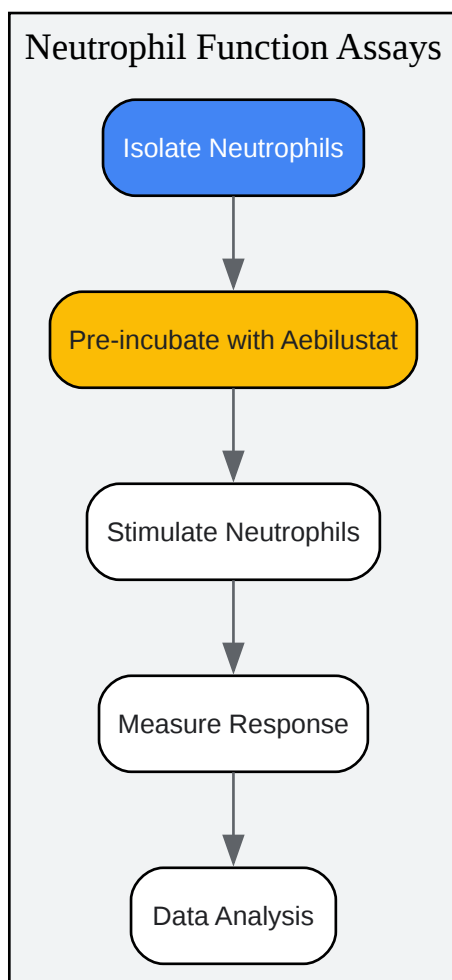 Neutrophil Function Assays
Isolate Neutrophils
Pre-incubate with Aebilustat
Stimulate Neutrophils
Measure Response
Data Analysis